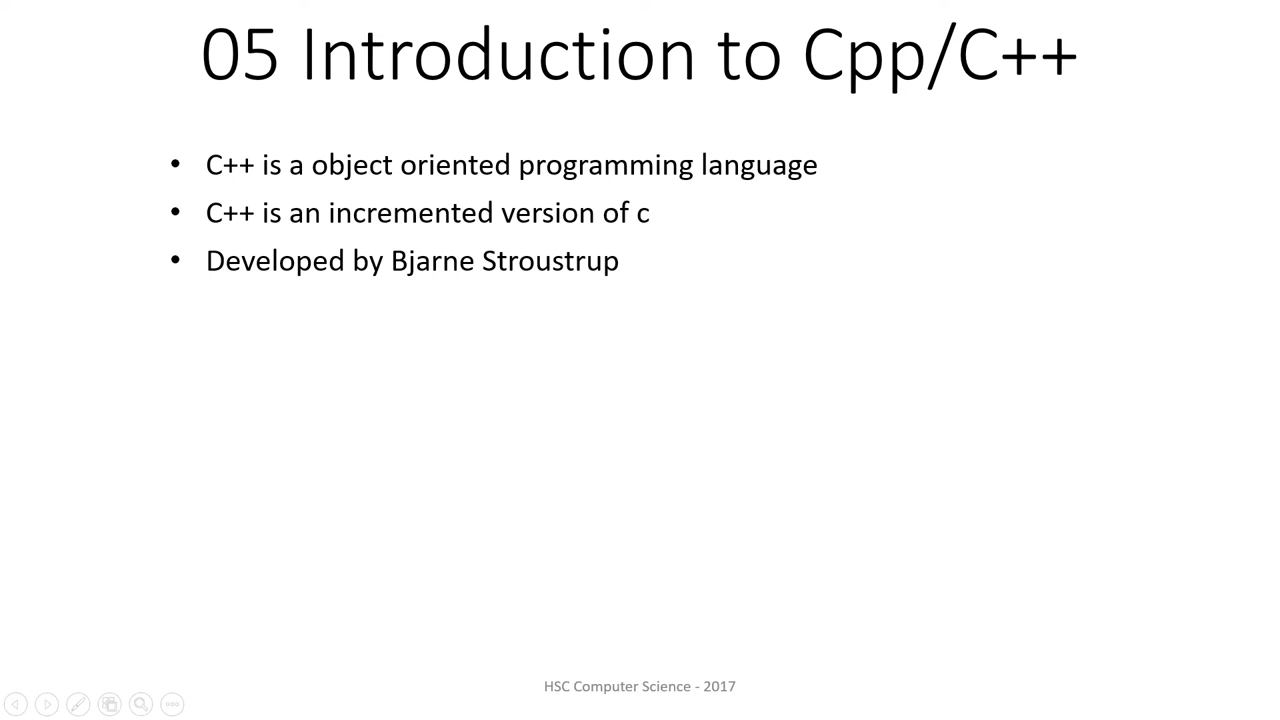 05 Introduction to Cpp/C++
• C++ is a object oriented programming language
• C++ is an incremented version of c
• Developed by Bjarne Stroustrup
HSC Computer Science - 2017